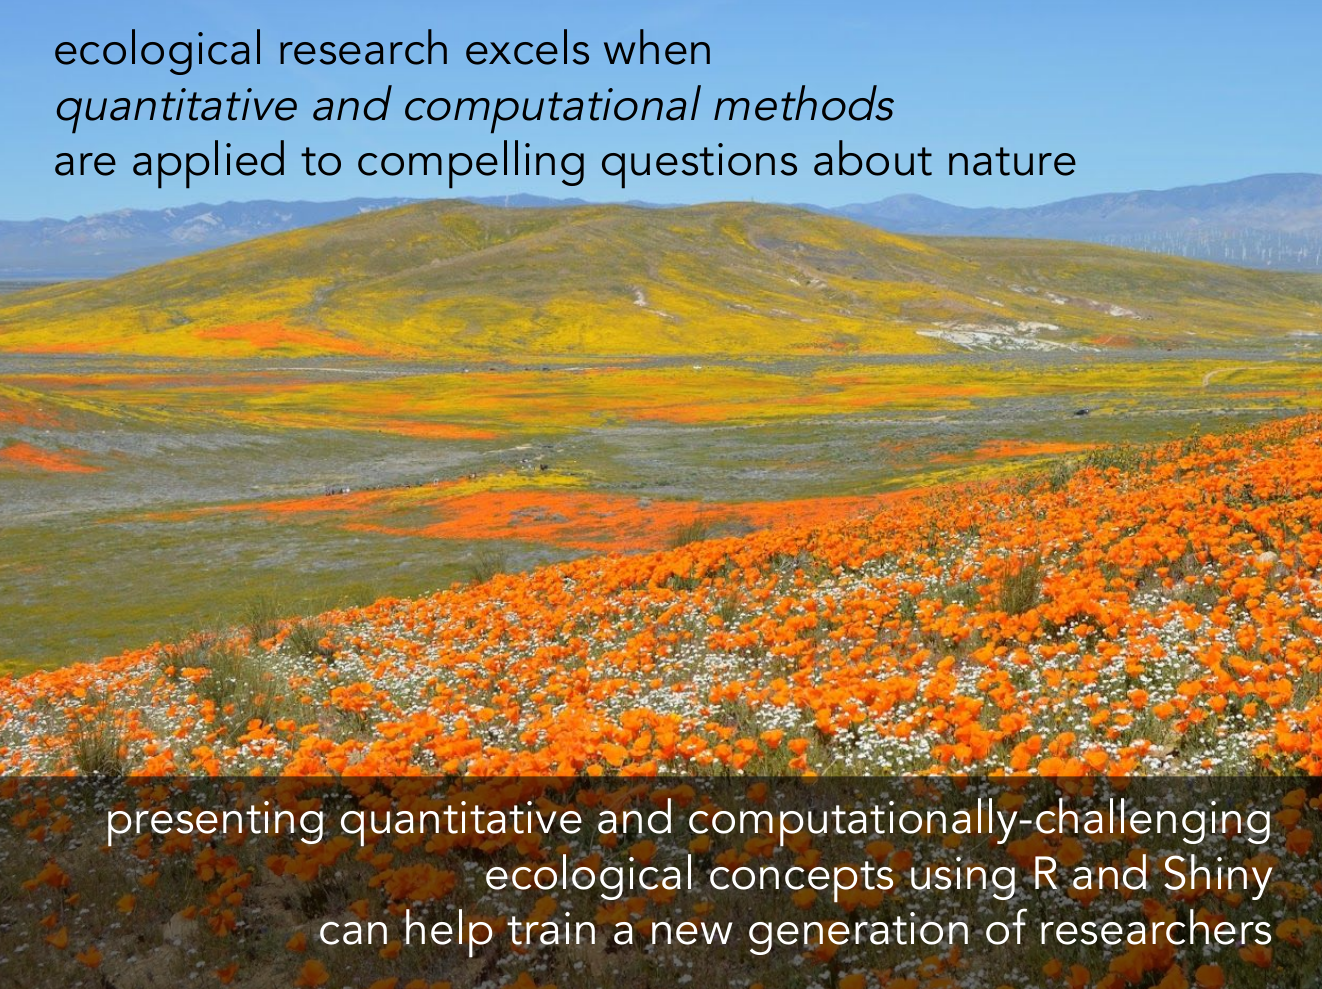 ecological research excels when
quantitative and computational methods
are applied to compelling questions about nature
presenting quantitative and computationally-challenging
ecological concepts using R and Shiny
can help train a new generation of researchers